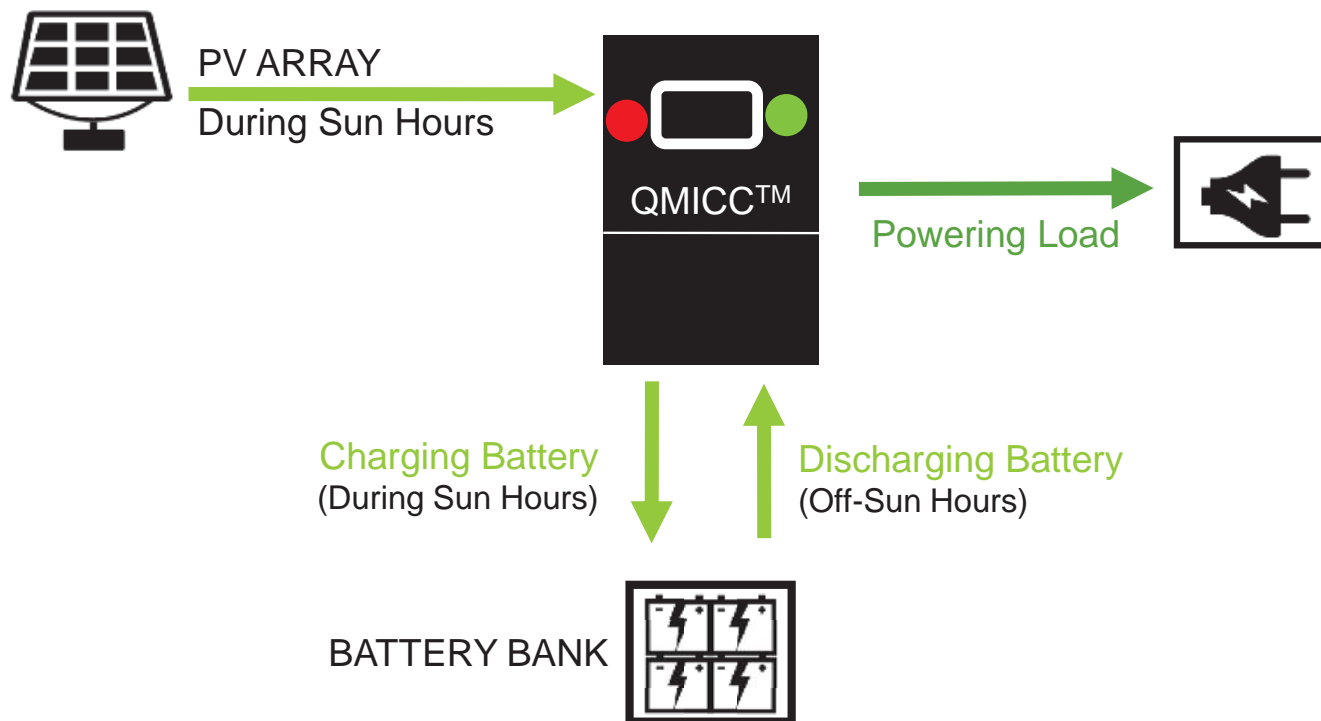 PV ARRAY
During Sun Hours
QMICC™
Powering Load
Charging Battery
(During Sun Hours)
Discharging Battery
(Off-Sun Hours)
BATTERY BANK
- + - +
- + - +